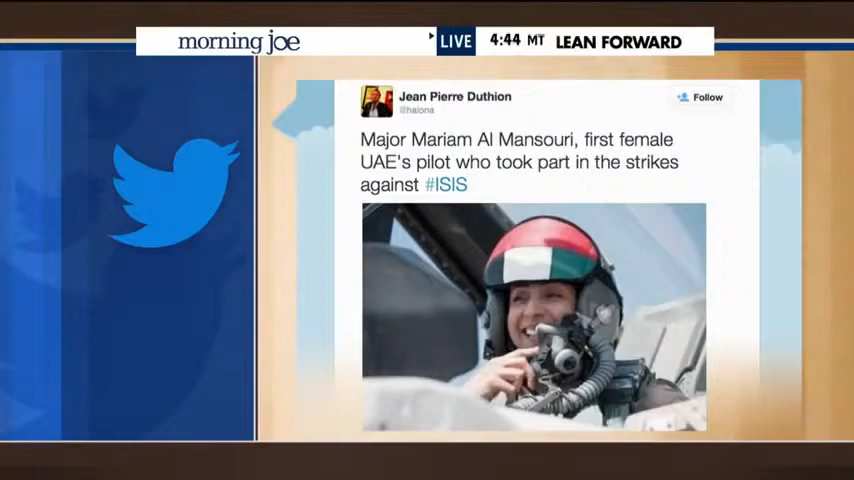 morning joe
LIVE
4:44 MT
LEAN FORWARD
Jean Pierre Duthion
@halona
Follow
Major Mariam Al Mansouri, first female
UAE's pilot who took part in the strikes
against #ISIS